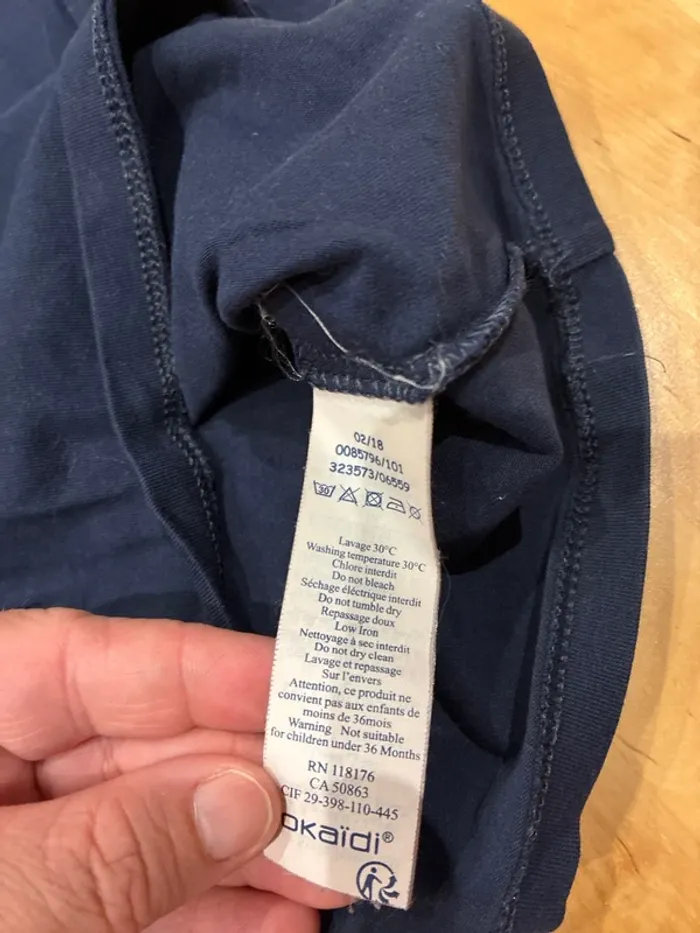 02/18
0085796/101
323573/06559
30
Lavage 30°C
Washing temperature 30°C
Chlore interdit
Do not bleach
Séchage éléctrique interdit
Do not tumble dry
Repassage doux
Low Iron
Nettoyage à sec interdit
Do not dry clean
Lavage et repassage
Sur l'envers
Attention, ce produit ne
convient pas aux enfants de
moins de 36mois
Warning Not suitable
for children under 36 Months
RN 118176
CA 50863
CIF 29-398-110-445
okaïdi®